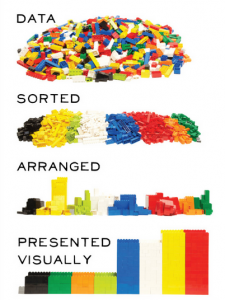 DATA
SORTED
ARRANGED
PRESENTED
VISUALLY